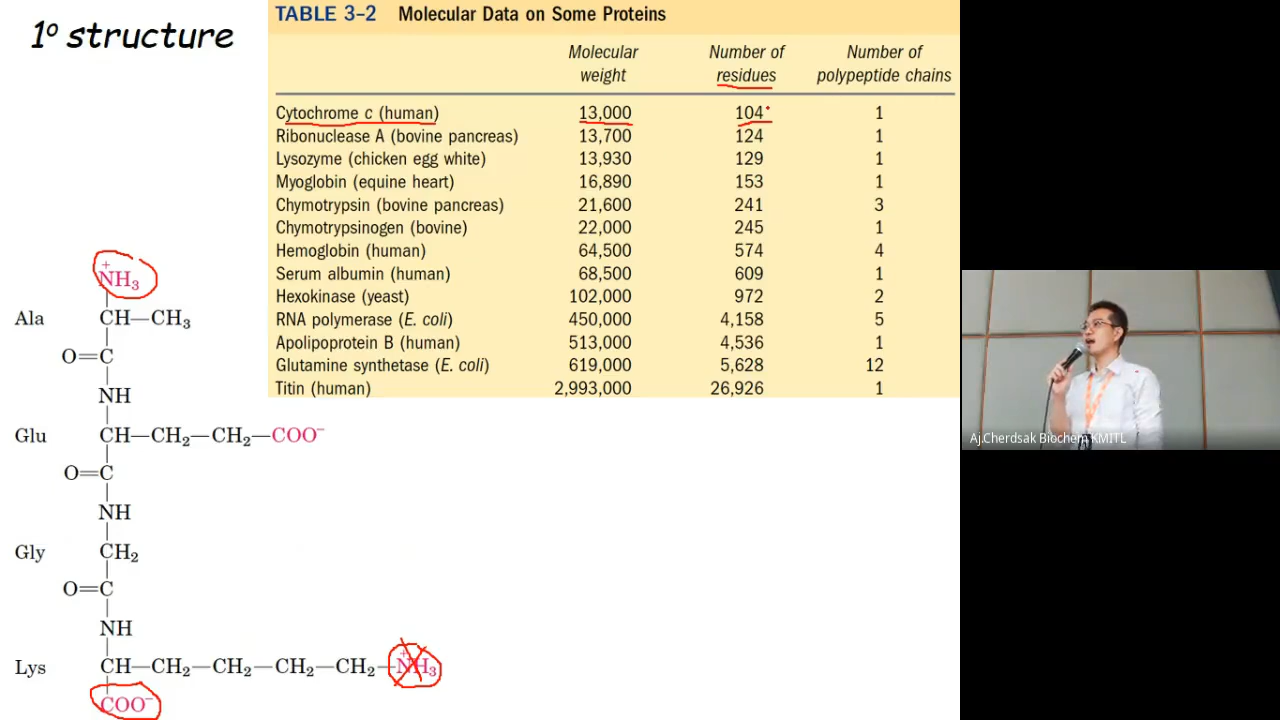 1º structure
TABLE 3–2 Molecular Data on Some Proteins
Molecular weight Number of residues Number of polypeptide chains
Cytochrome c (human) 13,000 104 1
Ribonuclease A (bovine pancreas) 13,700 124 1
Lysozyme (chicken egg white) 13,930 129 1
Myoglobin (equine heart) 16,890 153 1
Chymotrypsin (bovine pancreas) 21,600 241 3
Chymotrypsinogen (bovine) 22,000 245 1
Hemoglobin (human) 64,500 574 4
Serum albumin (human) 68,500 609 1
Hexokinase (yeast) 102,000 972 2
RNA polymerase (E. coli) 450,000 4,158 5
Apolipoprotein B (human) 513,000 4,536 1
Glutamine synthetase (E. coli) 619,000 5,628 12
Titin (human) 2,993,000 26,926 1
+
NH3
Ala CH—CH3
O=C
NH
Glu CH—CH2—CH2—COO−
O=C
NH
Gly CH2
O=C
NH
+
Lys CH—CH2—CH2—CH2—CH2—NH3
COO−
Aj.Cherdsak Biochem KMITL